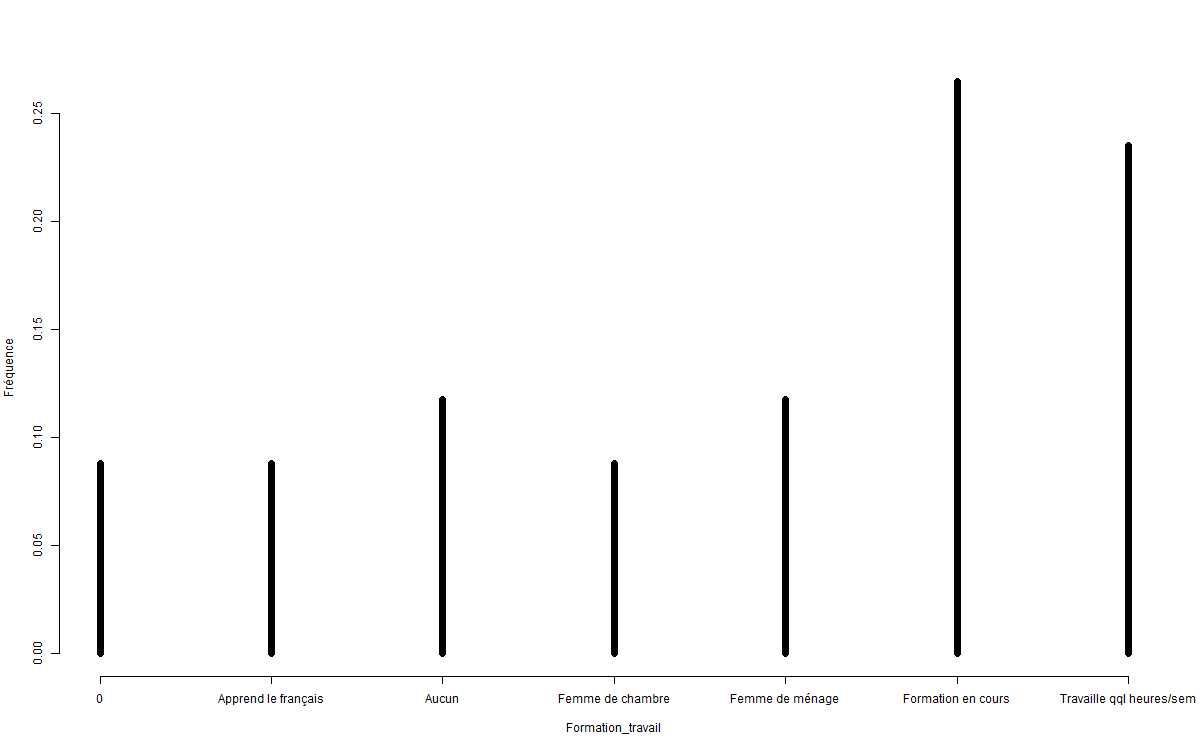 0.25
0.20
0.15
0.10
0.05
0.00
Fréquence
0 Apprend le français Aucun Femme de chambre Femme de ménage Formation en cours Travaille qql heures/sem
Formation_travail